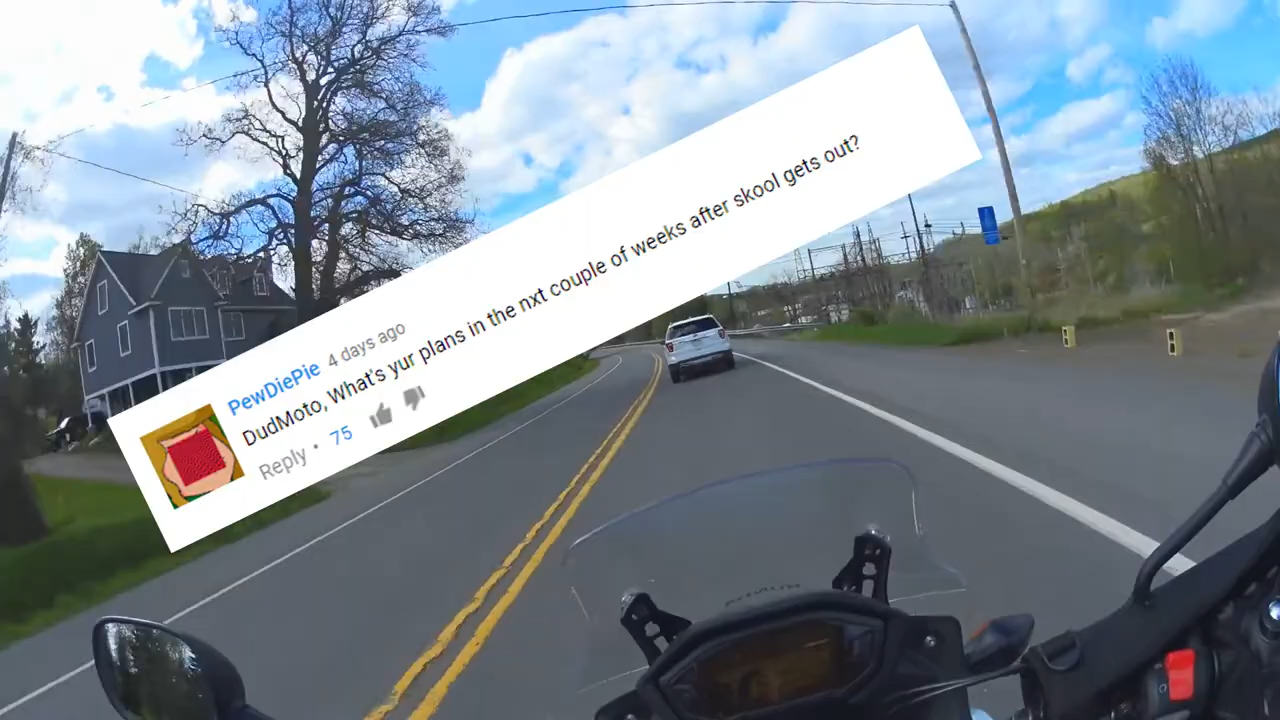 PewDiePie 4 days ago
DudMoto, What's yur plans in the nxt couple of weeks after skool gets out?
Reply • 75